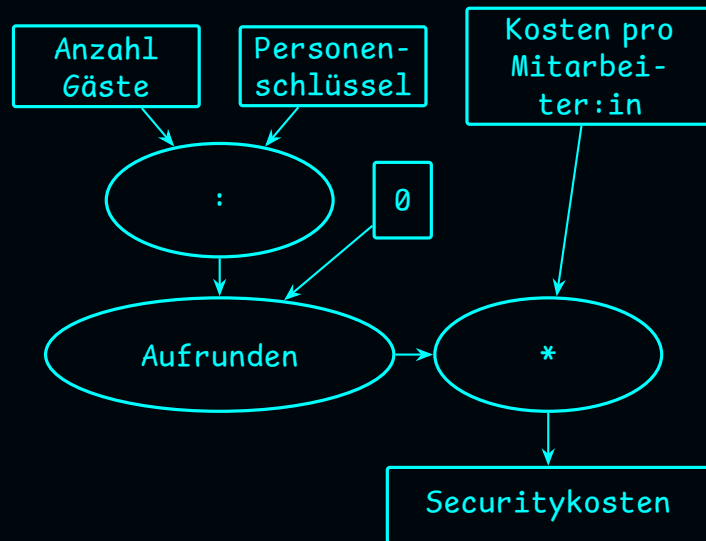 Anzahl
Gäste
Personen-
schlüssel
Kosten pro
Mitarbei-
ter:in
:
0
Aufrunden
*
Securitykosten